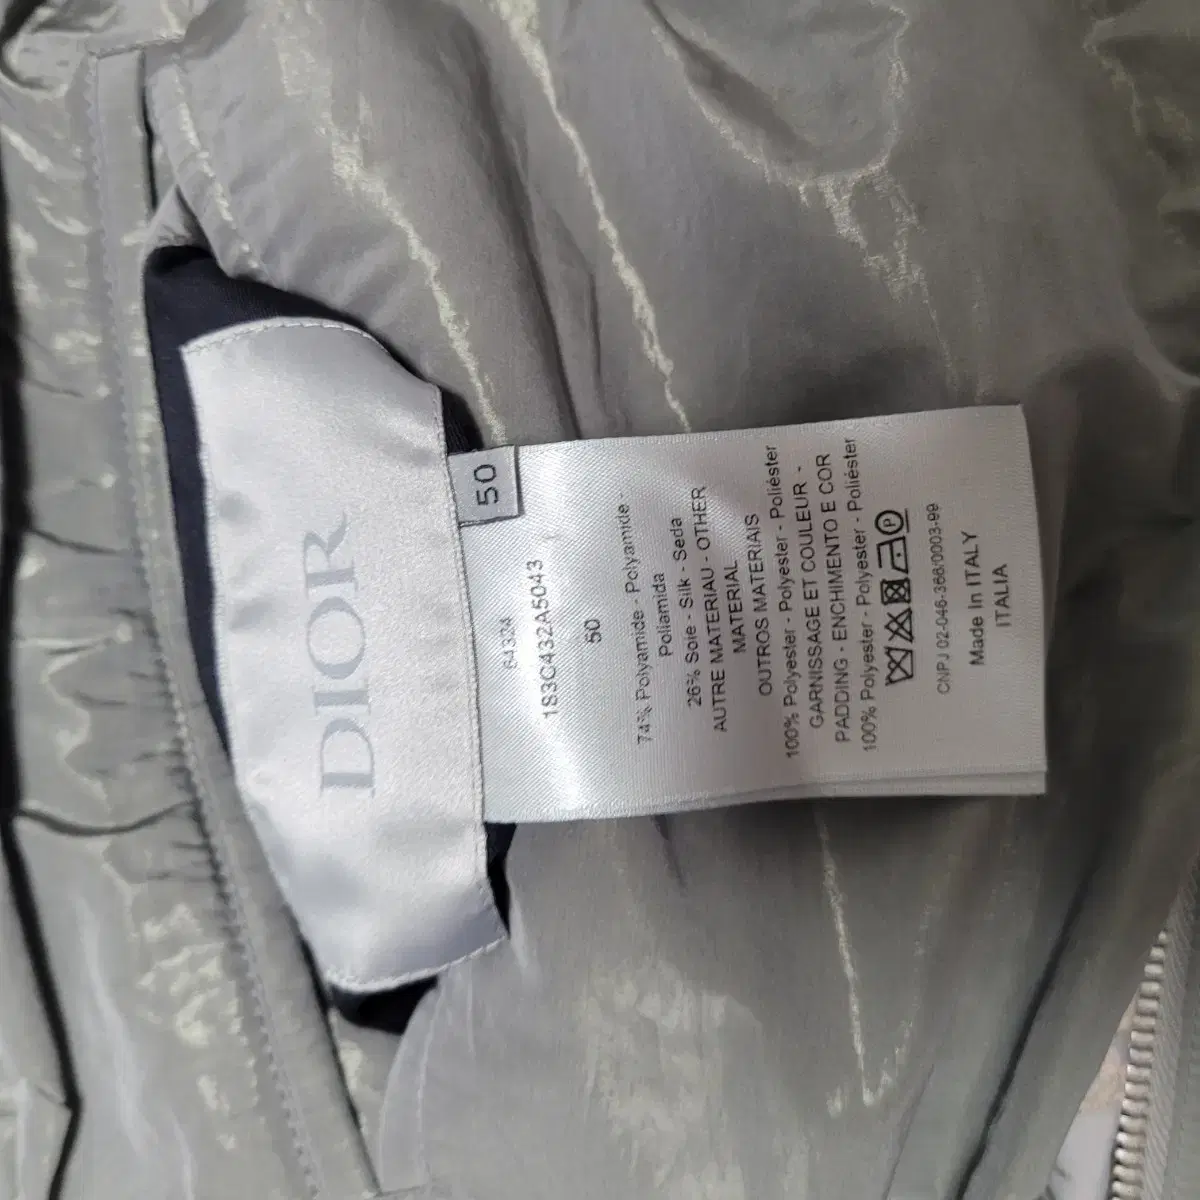 DIOR
50
1S3C432A5043
50
74% Polyamide - Polyamide -
Poliamida
26% Soie - Silk - Seda
AUTRE MATERIAU - OTHER
MATERIAL
OUTROS MATERIAIS
100% Polyester - Polyester - Poliéster
GARNISSAGE ET COULEUR -
PADDING - ENCHIMENTO E COR
100% Polyester - Polyester - Poliéster
P
CNPJ 02-046-368/0003-99
Made In ITALY
ITALIA